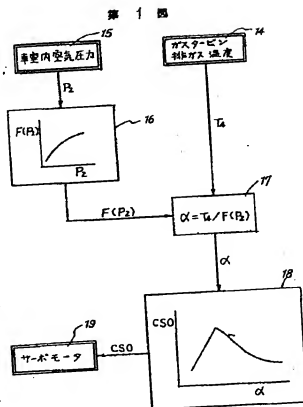 第 1 図
15
車室内空気圧力
14
ガスタービン
排ガス温度
P₂
T₄
16
F(P₂)
P₂
17
F(P₂)
α=T₄/F(P₂)
α
18
CSO
α
19
サーボモータ
CSO